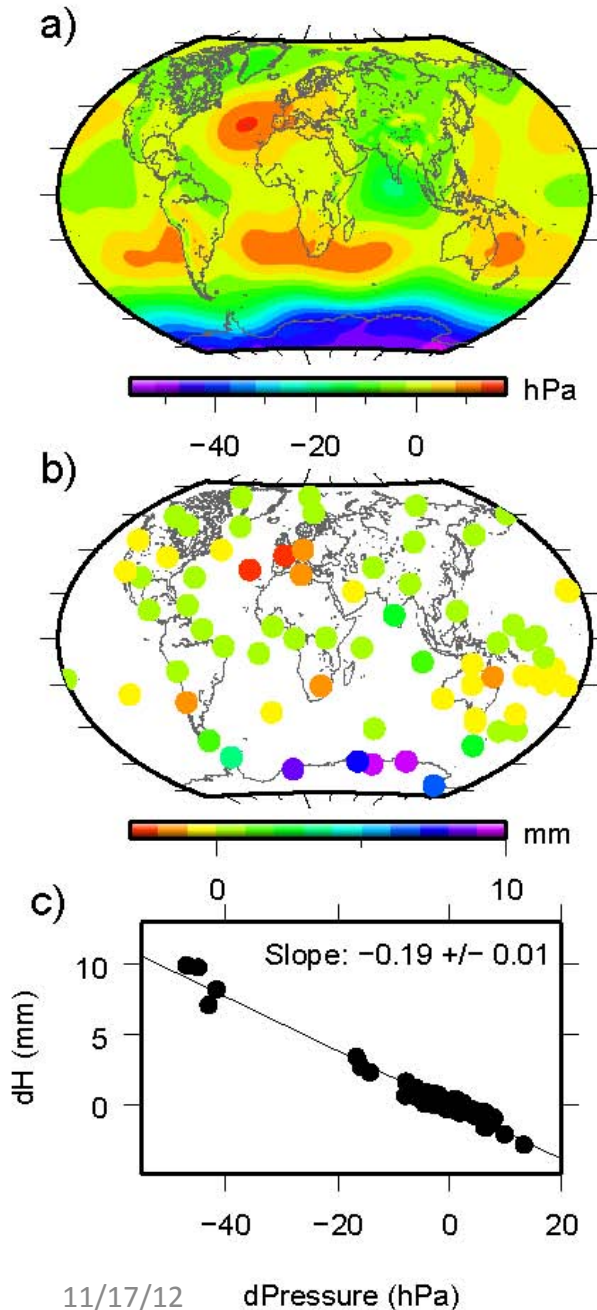 a)
hPa
−40 −20 0
b)
mm
0 10
c)
Slope: −0.19 +/− 0.01
10
5
0
dH (mm)
−40 −20 0 20
11/17/12 dPressure (hPa)